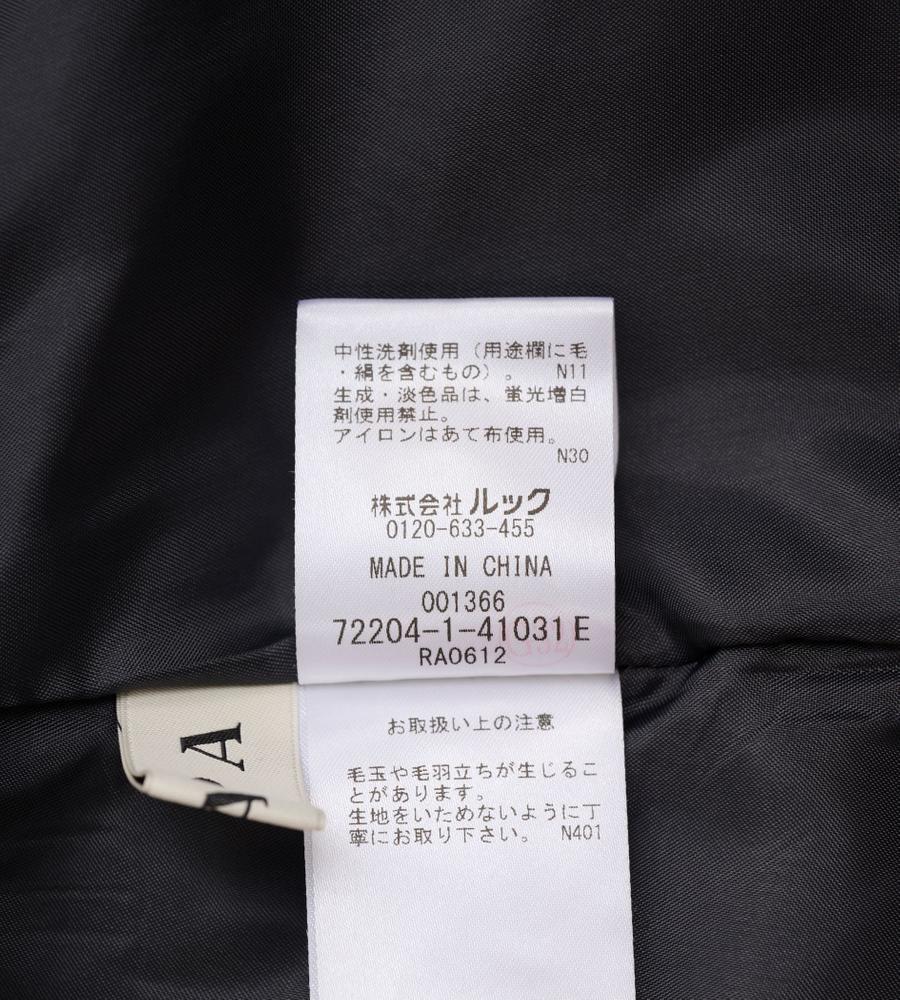 中性洗剤使用（用途欄に毛
・絹を含むもの）。 N11
生成・淡色品は、蛍光増白
剤使用禁止。
アイロンはあて布使用。
N30
株式会社ルック
0120-633-455
MADE IN CHINA
001366
72204-1-41031E
RA0612
お取扱い上の注意
毛玉や毛羽立ちが生じるこ
とがあります。
生地をいためないように丁
寧にお取り下さい。 N401